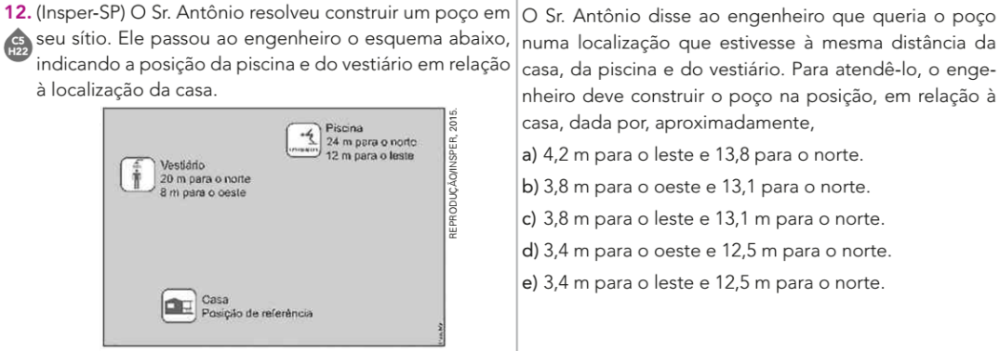 12. (Insper-SP) O Sr. Antônio resolveu construir um poço em
C5
H22
seu sítio. Ele passou ao engenheiro o esquema abaixo,
indicando a posição da piscina e do vestiário em relação
à localização da casa.
Piscina
24 m para o norte
12 m para o leste
Vestiário
20 m para o norte
8 m para o oeste
Casa
Posição de referência
REPRODUÇÃO/INSPER, 2015.
O Sr. Antônio disse ao engenheiro que queria o poço
numa localização que estivesse à mesma distância da
casa, da piscina e do vestiário. Para atendê-lo, o enge-
nheiro deve construir o poço na posição, em relação à
casa, dada por, aproximadamente,
a) 4,2 m para o leste e 13,8 para o norte.
b) 3,8 m para o oeste e 13,1 para o norte.
c) 3,8 m para o leste e 13,1 m para o norte.
d) 3,4 m para o oeste e 12,5 m para o norte.
e) 3,4 m para o leste e 12,5 m para o norte.